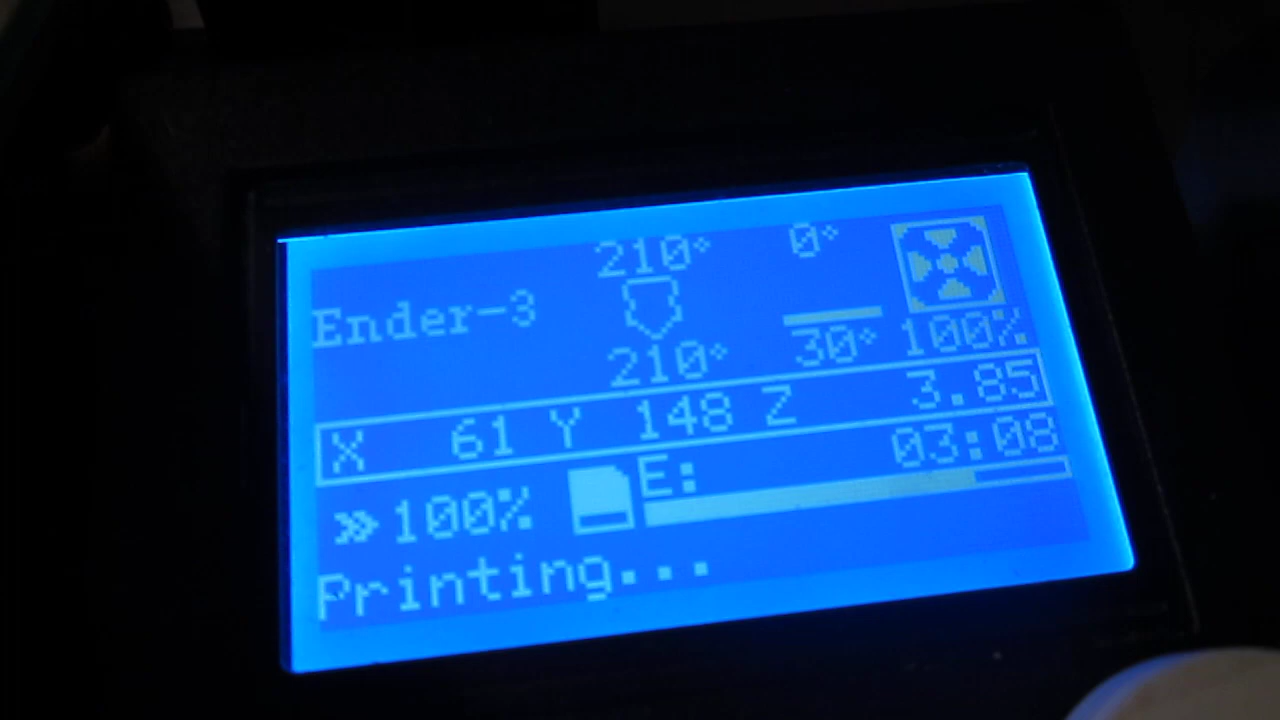 210° 0°
Ender-3
210° 30° 100%
X 61 Y 148 Z 3.85
E: 03:08
»100%
Printing...